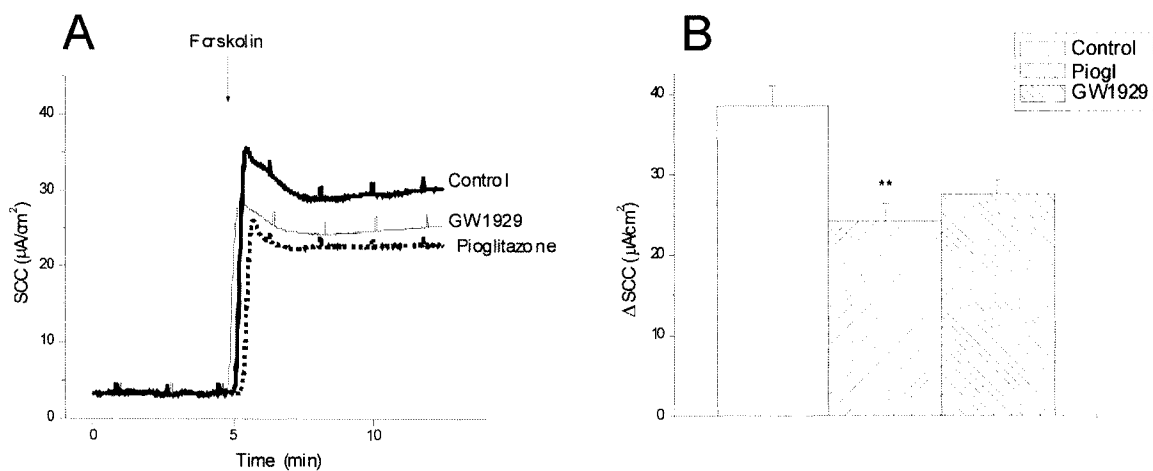 A
B
Forskolin
Control
Piogl
GW1929
SCC (µA/cm²)
40
30
20
10
0
Control
GW1929
Pioglitazone
0
5
10
Time (min)
Δ SCC (µA/cm²)
40
30
20
10
0
**